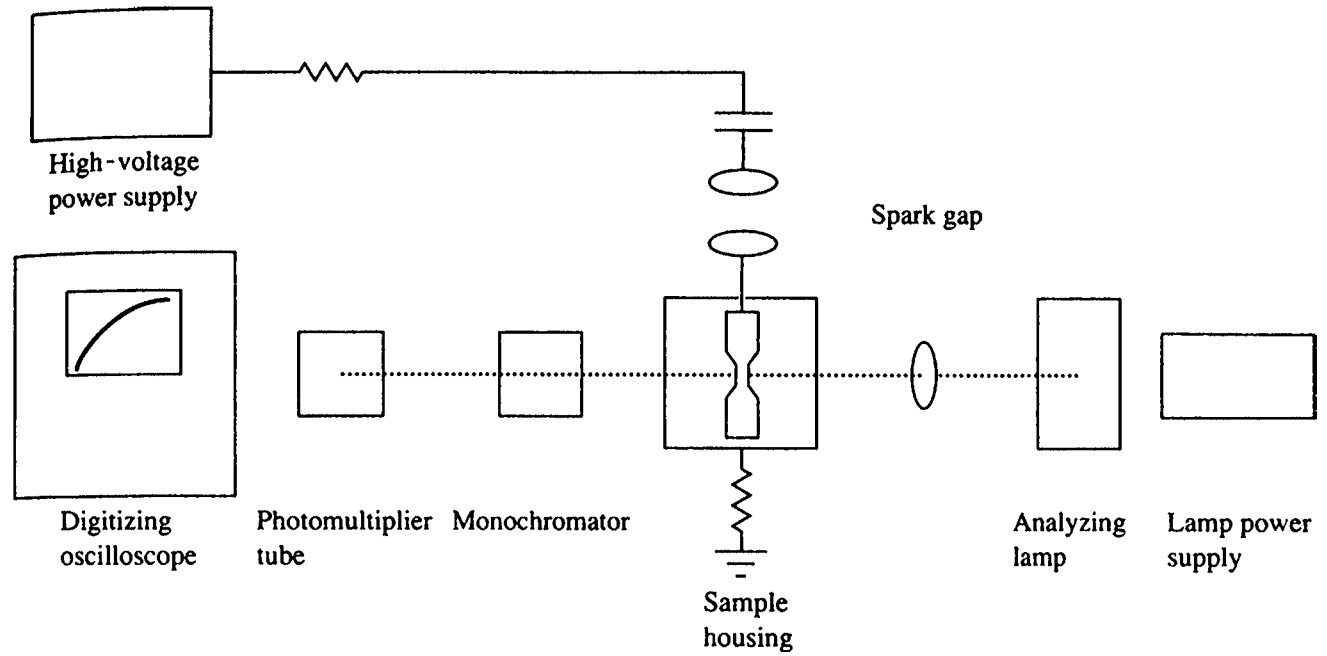 High-voltage
power supply
Spark gap
Digitizing
oscilloscope
Photomultiplier
tube
Monochromator
Sample
housing
Analyzing
lamp
Lamp power
supply